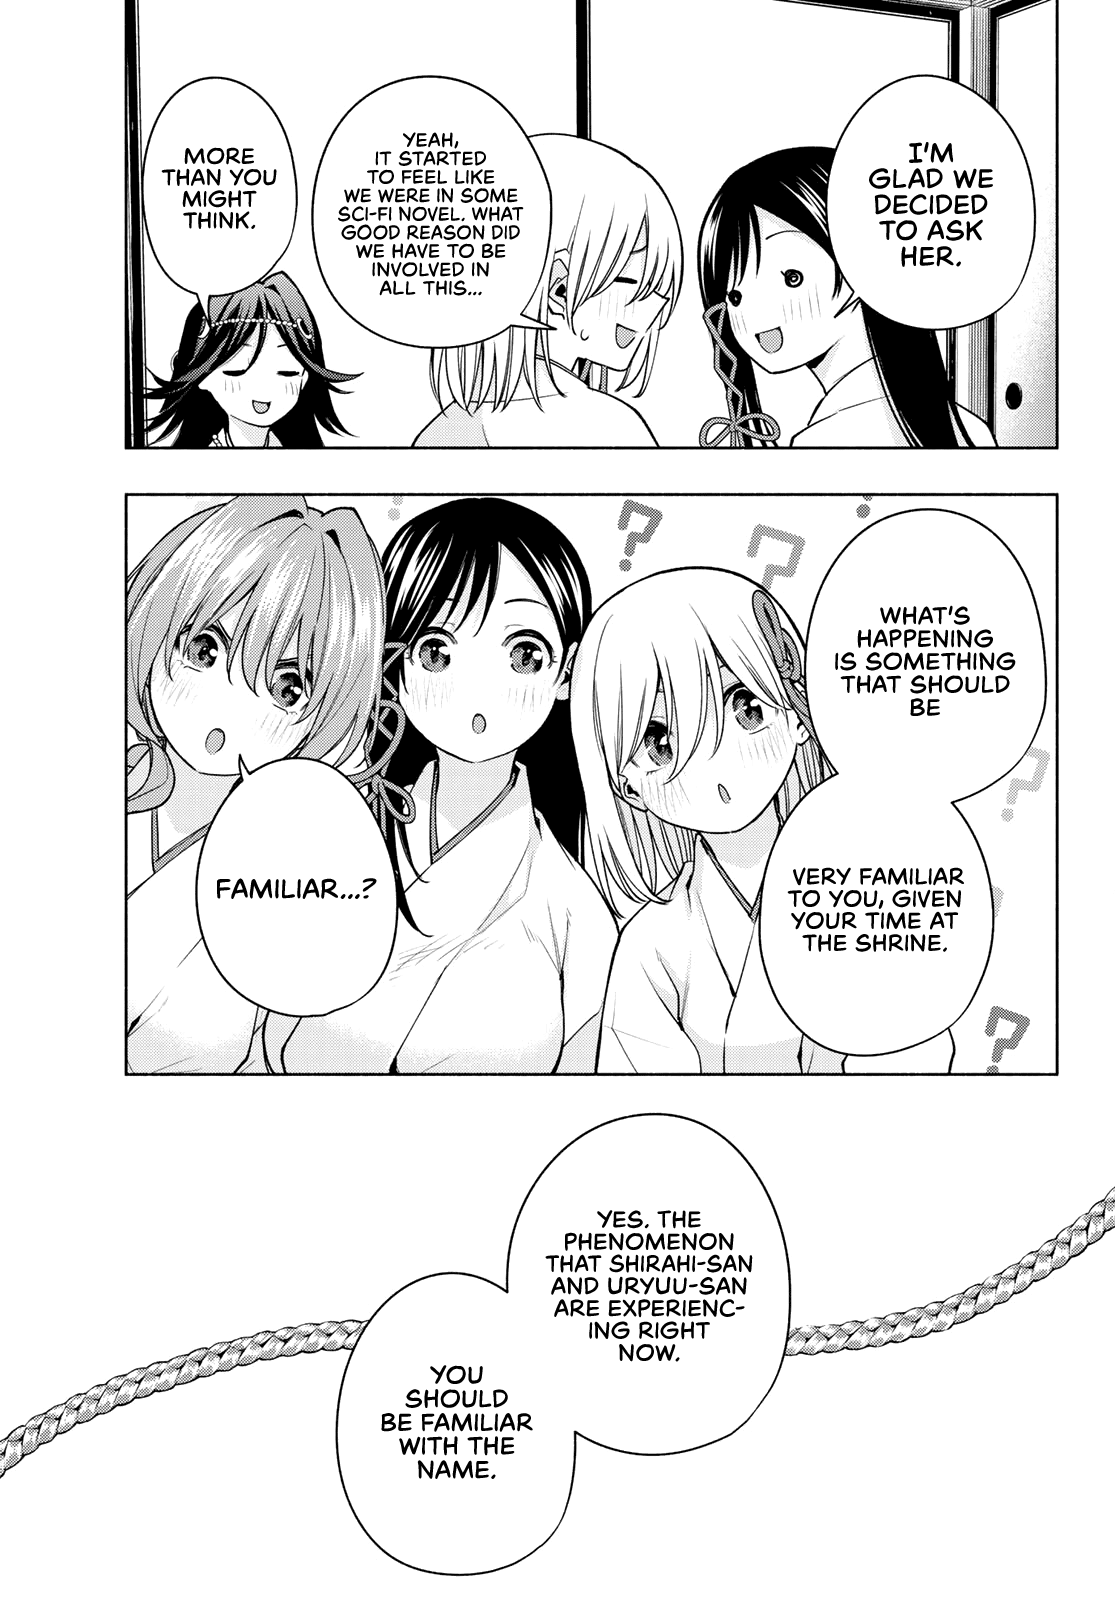 I'M
GLAD WE
DECIDED
TO ASK
HER.
YEAH,
IT STARTED
TO FEEL LIKE
WE WERE IN SOME
SCI-FI NOVEL. WHAT
GOOD REASON DID
WE HAVE TO BE
INVOLVED IN
ALL THIS...
MORE
THAN YOU
MIGHT
THINK.
WHAT'S
HAPPENING
IS SOMETHING
THAT SHOULD
BE
VERY FAMILIAR
TO YOU, GIVEN
YOUR TIME AT
THE SHRINE.
FAMILIAR...?
YES. THE
PHENOMENON
THAT SHIRAHI-SAN
AND URYUU-SAN
ARE EXPERIENC-
ING RIGHT
NOW.
YOU
SHOULD
BE FAMILIAR
WITH THE
NAME.